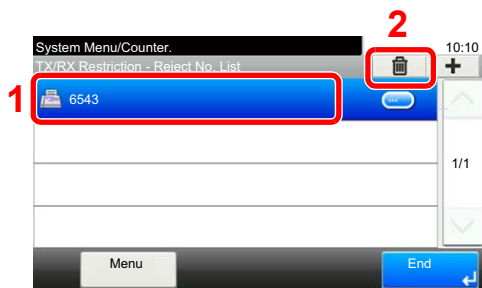 2
System Menu/Counter.
10:10
TX/RX Restriction - Reject No. List
1
6543
1/1
Menu
End